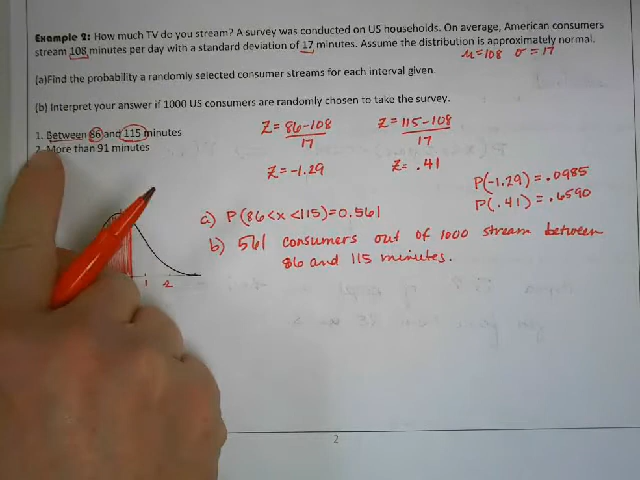 Example 2: How much TV do you stream? A survey was conducted on US households. On average, American consumers
stream 108 minutes per day with a standard deviation of 17 minutes. Assume the distribution is approximately normal.
μ=108 σ=17
(a)Find the probability a randomly selected consumer streams for each interval given.
(b) Interpret your answer if 1000 US consumers are randomly chosen to take the survey.
1. Between 86 and 115 minutes
2. More than 91 minutes
Z = 86-108
17
Z = 115-108
17
Z = -1.29
Z = .41
P(-1.29) = .0985
P(.41) = .6590
a) P(86<x<115)=0.561
b) 561 consumers out of 1000 stream between
86 and 115 minutes.
1 2
2